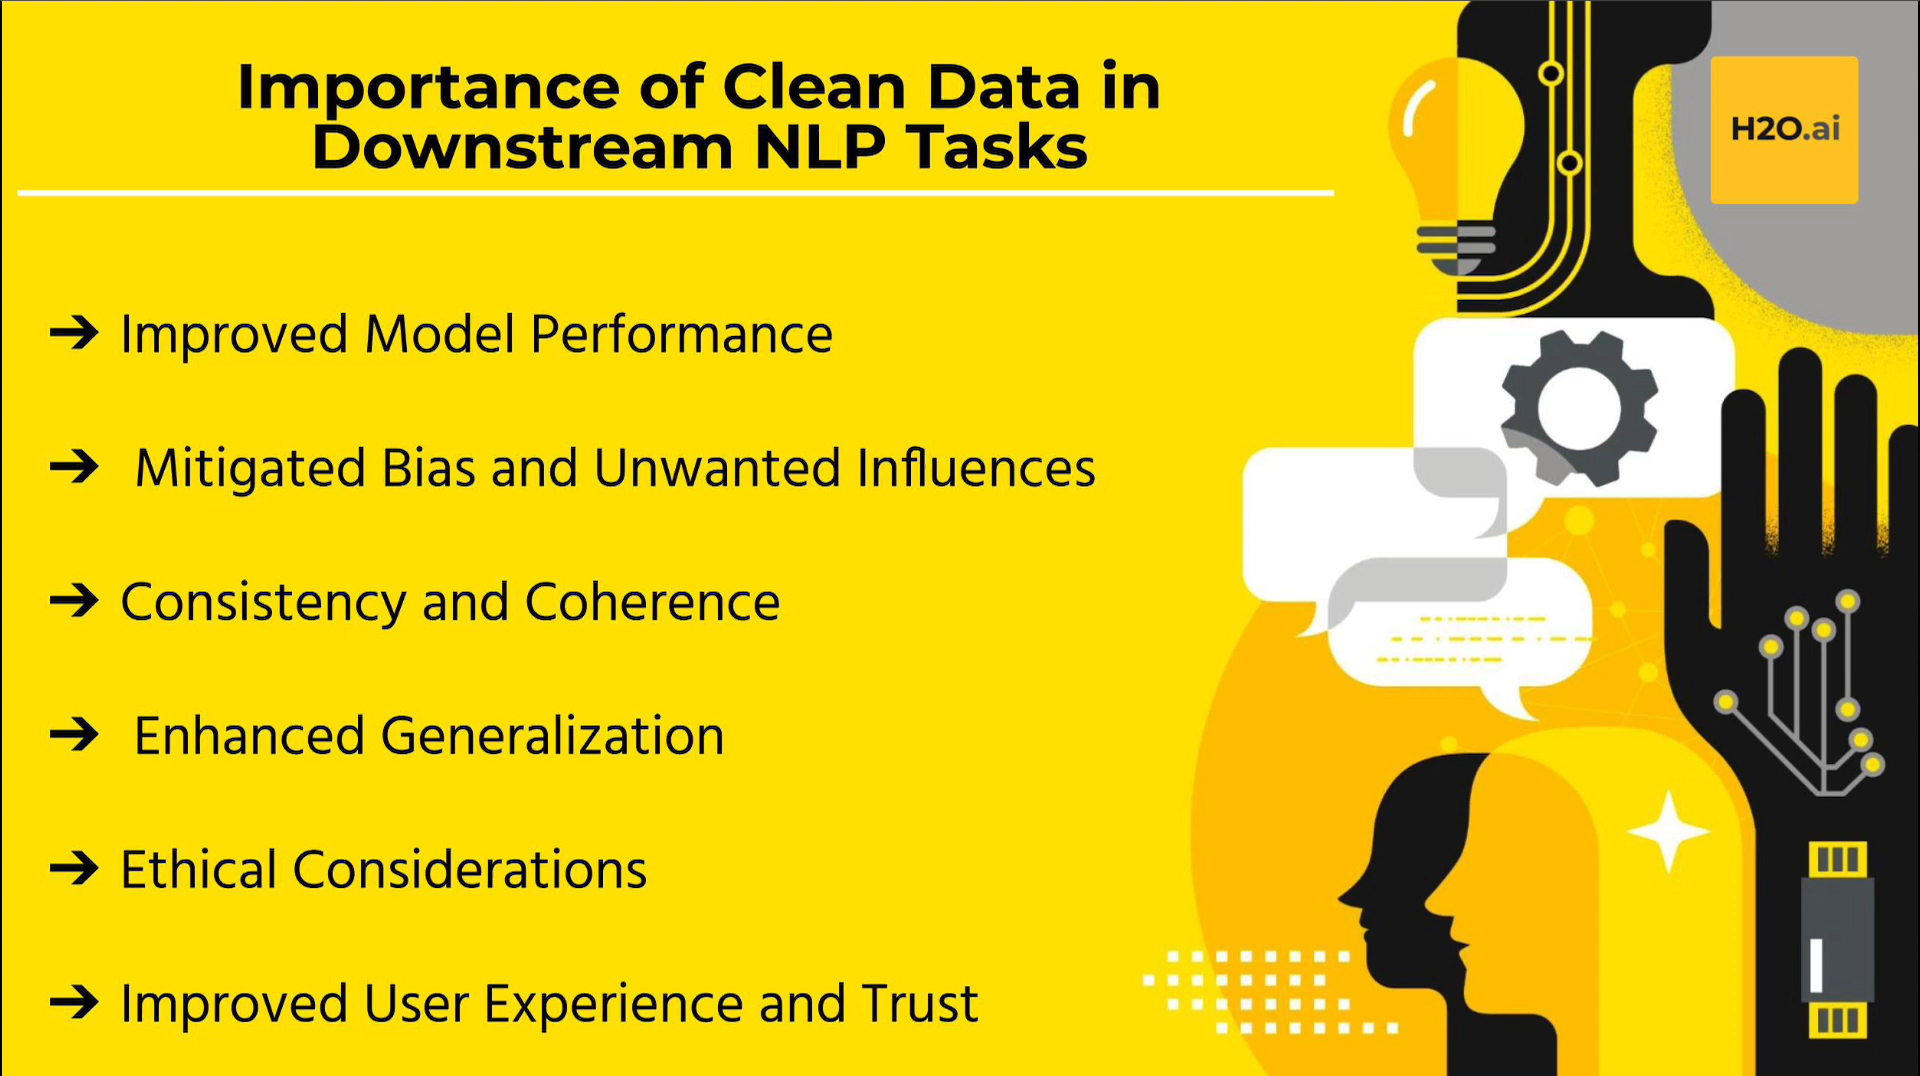 Importance of Clean Data in
Downstream NLP Tasks
H2O.ai
➔ Improved Model Performance
➔ Mitigated Bias and Unwanted Influences
➔ Consistency and Coherence
➔ Enhanced Generalization
➔ Ethical Considerations
➔ Improved User Experience and Trust